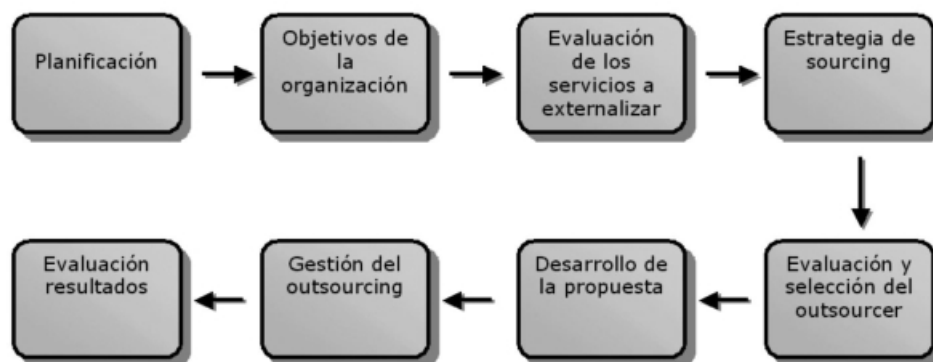 Planificación
Objetivos de
la
organización
Evaluación
de los
servicios a
externalizar
Estrategia de
sourcing
Evaluación y
selección del
outsourcer
Desarrollo de
la propuesta
Gestión del
outsourcing
Evaluación
resultados